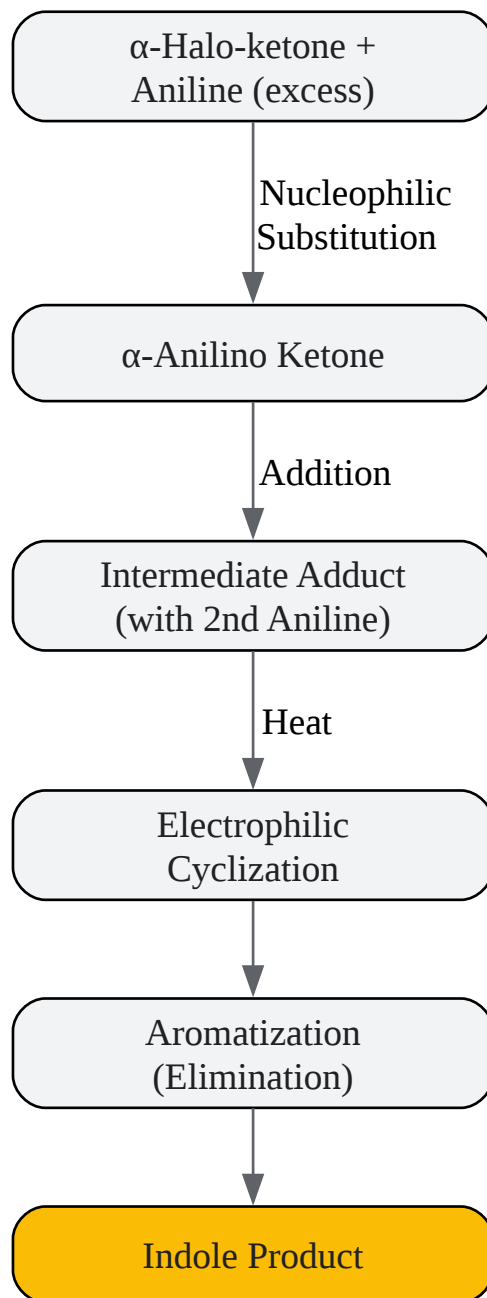 α-Halo-ketone +
Aniline (excess)
Nucleophilic
Substitution
α-Anilino Ketone
Addition
Intermediate Adduct
(with 2nd Aniline)
Heat
Electrophilic
Cyclization
Aromatization
(Elimination)
Indole Product